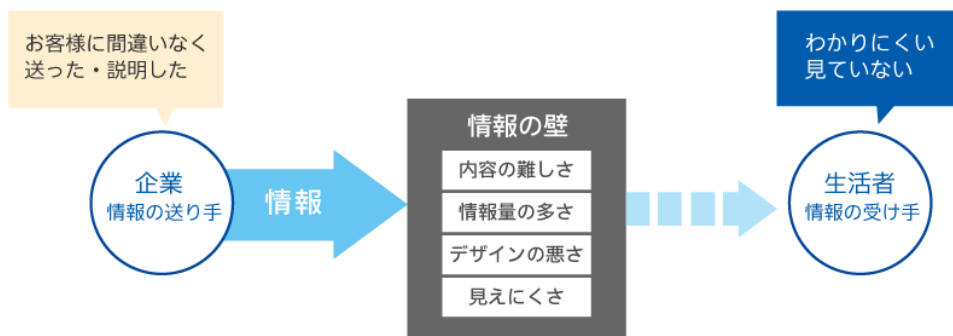 お客様に間違いなく
送った・説明した
企業
情報の送り手
情報
情報の壁
内容の難しさ
情報量の多さ
デザインの悪さ
見えにくさ
わかりにくい
見ていない
生活者
情報の受け手